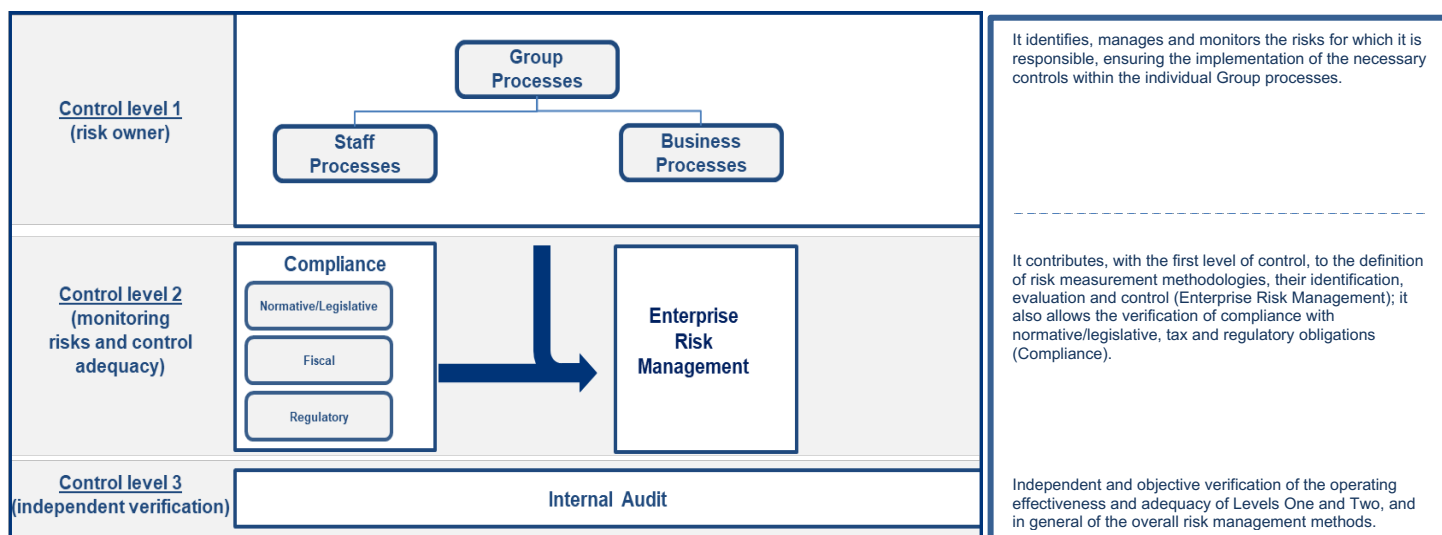 Control level 1
(risk owner)
Group
Processes
Staff
Processes
Business
Processes
It identifies, manages and monitors the risks for which it is
responsible, ensuring the implementation of the necessary
controls within the individual Group processes.
Control level 2
(monitoring
risks and control
adequacy)
Compliance
Normative/Legislative
Fiscal
Regulatory
Enterprise
Risk
Management
It contributes, with the first level of control, to the definition
of risk measurement methodologies, their identification,
evaluation and control (Enterprise Risk Management); it
also allows the verification of compliance with
normative/legislative, tax and regulatory obligations
(Compliance).
Control level 3
(independent verification)
Internal Audit
Independent and objective verification of the operating
effectiveness and adequacy of Levels One and Two, and
in general of the overall risk management methods.